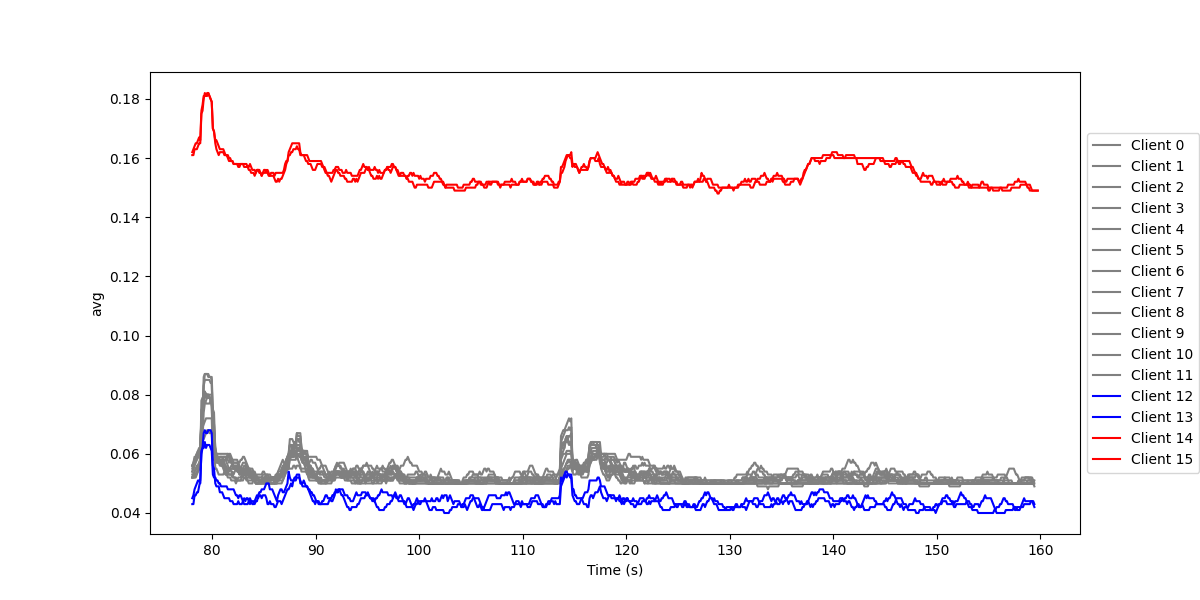 0.18
0.16
0.14
0.12
0.10
0.08
0.06
0.04
avg
80 90 100 110 120 130 140 150 160
Time (s)
Client 0
Client 1
Client 2
Client 3
Client 4
Client 5
Client 6
Client 7
Client 8
Client 9
Client 10
Client 11
Client 12
Client 13
Client 14
Client 15